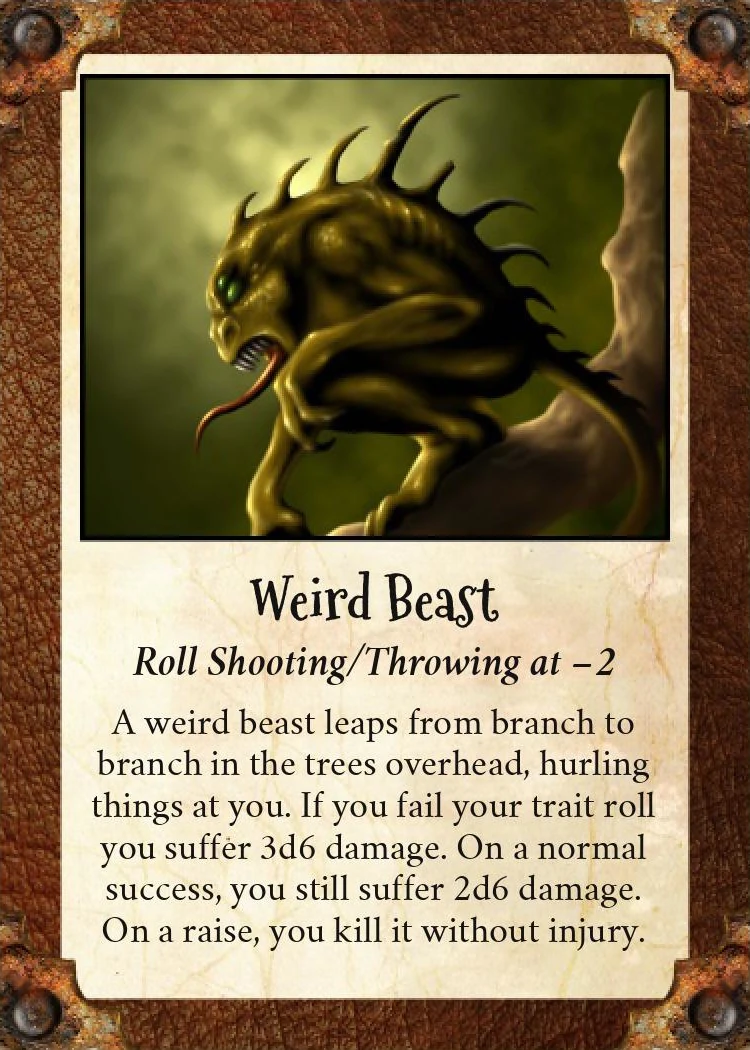 Weird Beast
Roll Shooting/Throwing at –2
A weird beast leaps from branch to
branch in the trees overhead, hurling
things at you. If you fail your trait roll
you suffer 3d6 damage. On a normal
success, you still suffer 2d6 damage.
On a raise, you kill it without injury.